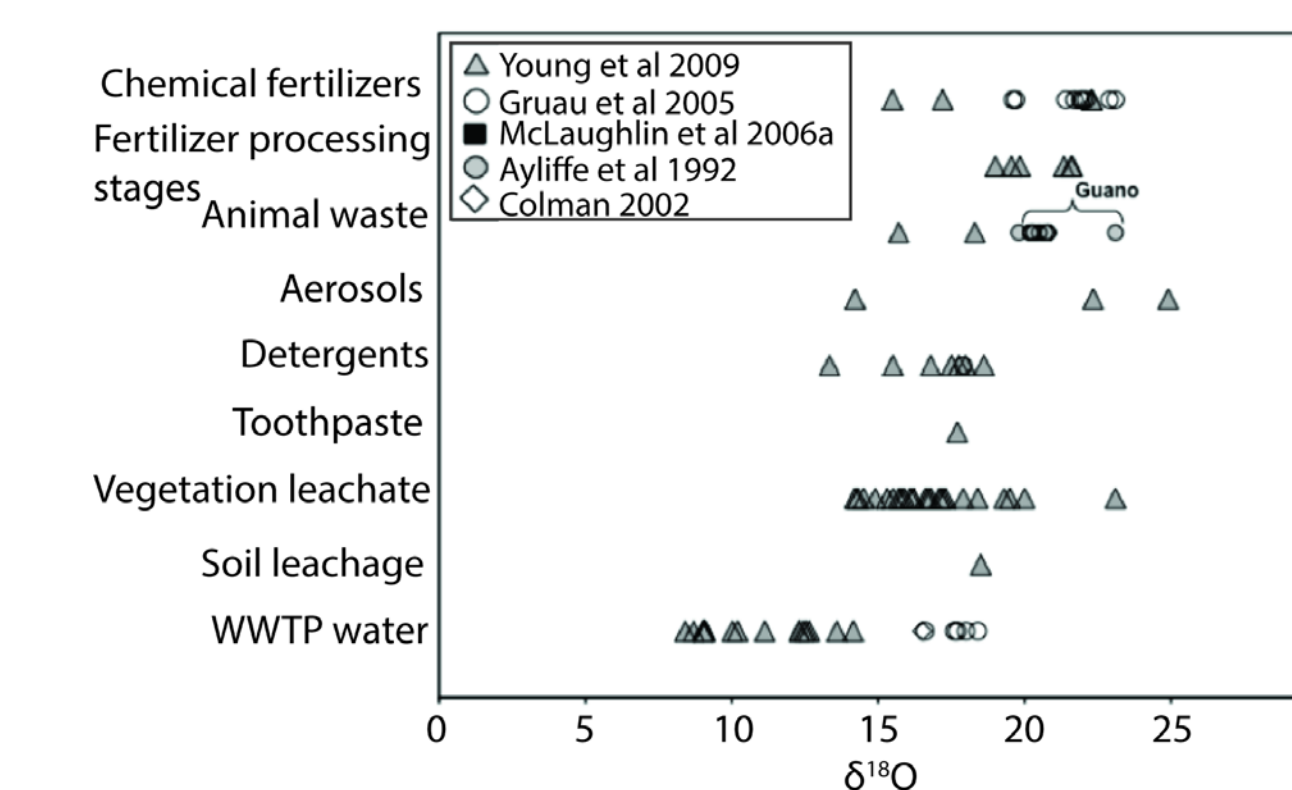 Chemical fertilizers
Fertilizer processing
stages
Animal waste
Aerosols
Detergents
Toothpaste
Vegetation leachate
Soil leachage
WWTP water
Young et al 2009
Gruau et al 2005
McLaughlin et al 2006a
Ayliffe et al 1992
Colman 2002
Guano
0 5 10 15 20 25
δ¹⁸O